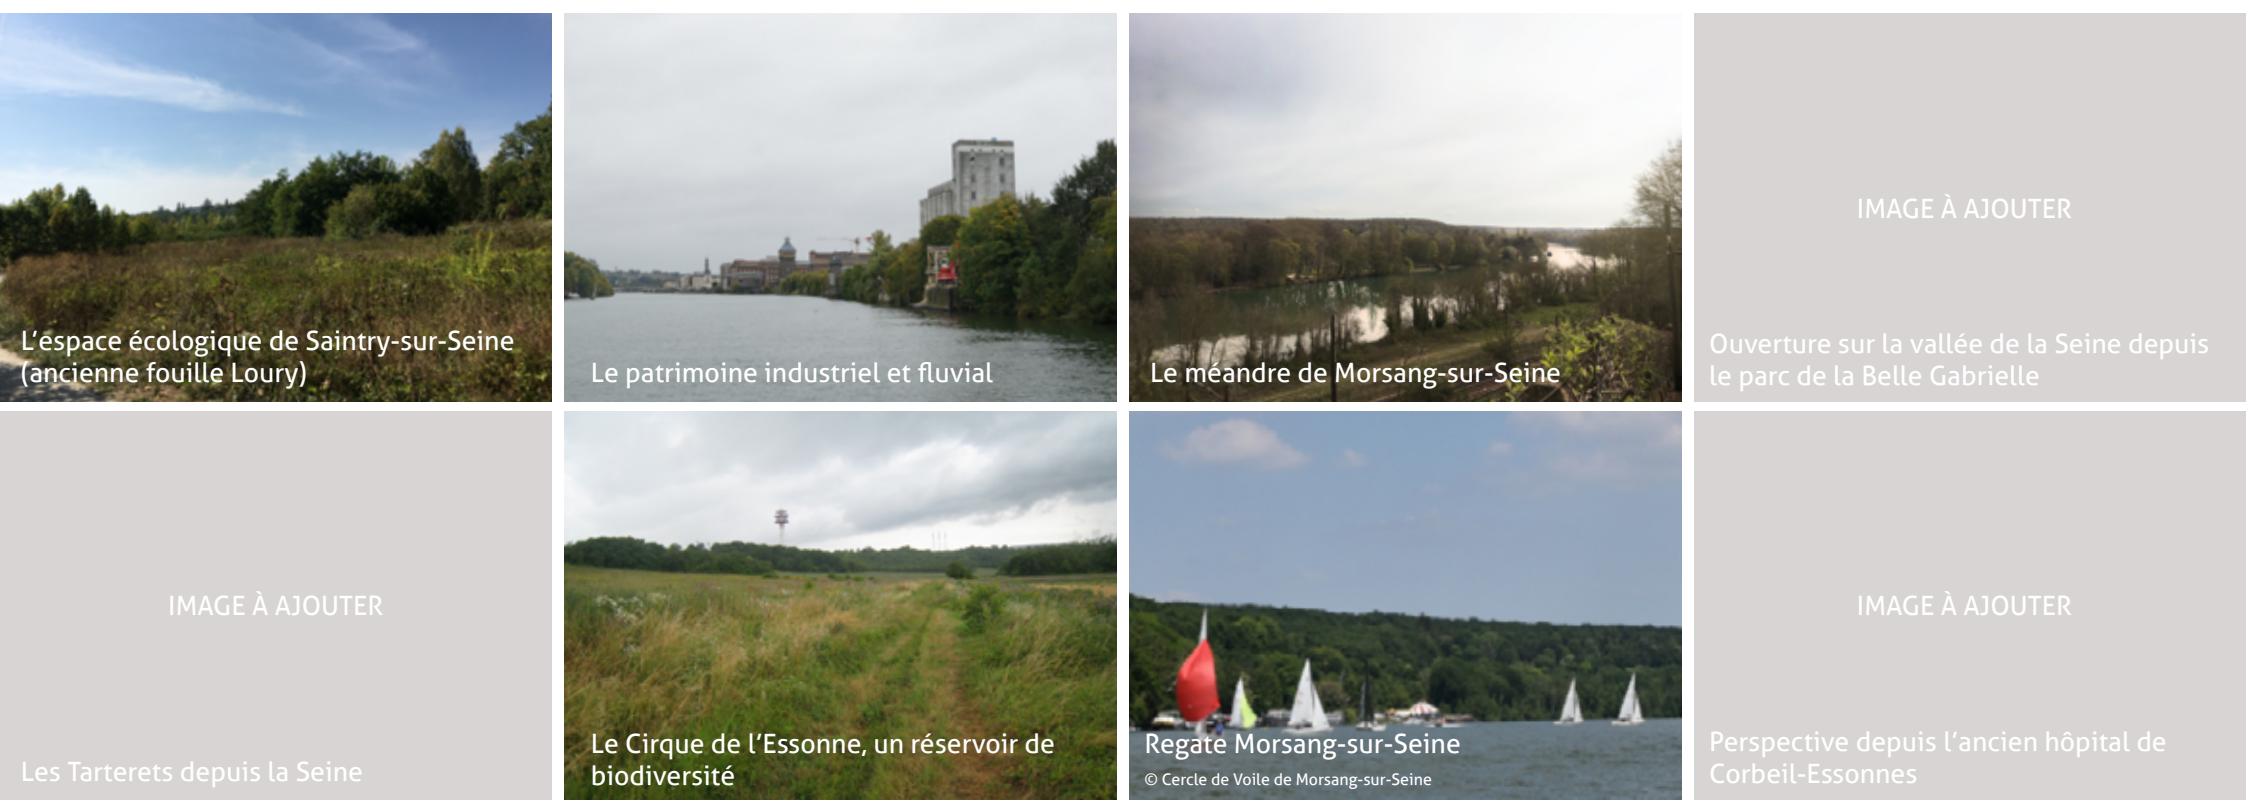 L’espace écologique de Saintry-sur-Seine
(ancienne fouille Loury)
Le patrimoine industriel et fluvial
Le méandre de Morsang-sur-Seine
IMAGE À AJOUTER
Ouverture sur la vallée de la Seine depuis
le parc de la Belle Gabrielle
IMAGE À AJOUTER
Les Tarterets depuis la Seine
Le Cirque de l’Essonne, un réservoir de
biodiversité
Regate Morsang-sur-Seine
© Cercle de Voile de Morsang-sur-Seine
IMAGE À AJOUTER
Perspective depuis l’ancien hôpital de
Corbeil-Essonnes